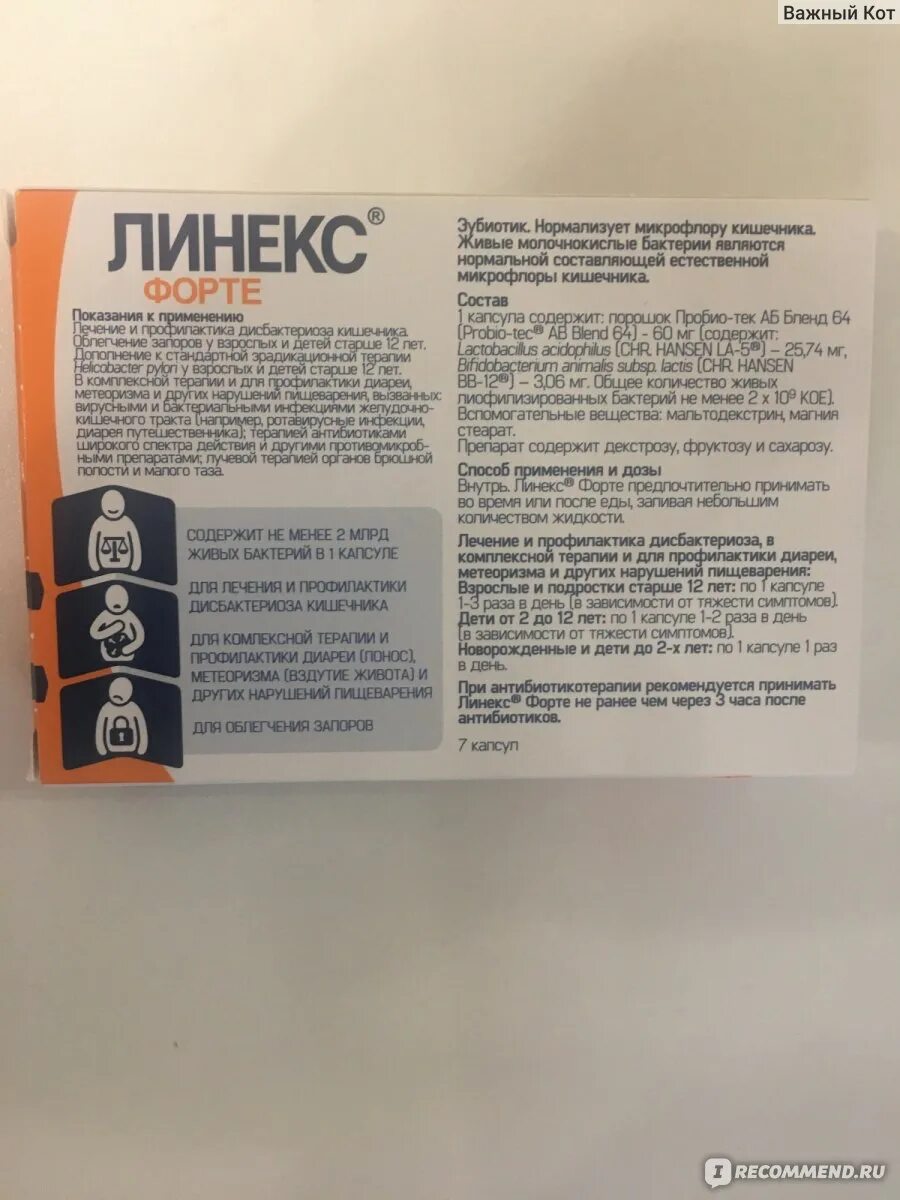 Важный Кот
ЛИНЕКС®
ФОРТЕ
Показания к применению
Лечение и профилактика дисбактериоза кишечника.
Облегчение запоров у взрослых и детей старше 12 лет.
Дополнение к стандартной эрадикационной терапии
Helicobacter pylori у взрослых и детей старше 12 лет.
В комплексной терапии и для профилактики диареи,
метеоризма и других нарушений пищеварения, вызванных:
вирусными и бактериальными инфекциями желудочно-
кишечного тракта (например, ротавирусные инфекции,
диарея путешественника); терапией антибиотиками
широкого спектра действия и другими противомикроб-
ными препаратами; лучевой терапией органов брюшной
полости и малого таза.
СОДЕРЖИТ НЕ МЕНЕЕ 2 МЛРД
ЖИВЫХ БАКТЕРИЙ В 1 КАПСУЛЕ
ДЛЯ ЛЕЧЕНИЯ И ПРОФИЛАКТИКИ
ДИСБАКТЕРИОЗА КИШЕЧНИКА
ДЛЯ КОМЛЕКСНОЙ ТЕРАПИИ И
ПРОФИЛАКТИКИ ДИАРЕИ (ПОНОС),
МЕТЕОРИЗМА (ВЗДУТИЕ ЖИВОТА) И
ДРУГИХ НАРУШЕНИЙ ПИЩЕВАРЕНИЯ
ДЛЯ ОБЛЕГЧЕНИЯ ЗАПОРОВ
Эубиотик. Нормализует микрофлору кишечника.
Живые молочнокислые бактерии являются
нормальной составляющей естественной
микрофлоры кишечника.
Состав
1 капсула содержит: порошок Пробио-тек АБ Бленд 64
(Probio-tec® AB Blend 64) - 60 мг (содержит:
Lactobacillus acidophilus (CHR. HANSEN LA-5®) – 25,74 мг,
Bifidobacterium animalis subsp. lactis (CHR. HANSEN
BB-12®) – 3,06 мг. Общее количество живых
лиофилизированных бактерий не менее 2 x 10⁹ КОЕ).
Вспомогательные вещества: мальтодекстрин, магния
стеарат.
Препарат содержит декстрозу, фруктозу и сахарозу.
Способ применения и дозы
Внутрь. Линекс® Форте предпочтительно принимать
во время или после еды, запивая небольшим
количеством жидкости.
Лечение и профилактика дисбактериоза, в
комплексной терапии и для профилактики диареи,
метеоризма и других нарушений пищеварения:
Взрослые и подростки старше 12 лет: по 1 капсуле
1-3 раза в день (в зависимости от тяжести симптомов).
Дети от 2 до 12 лет: по 1 капсуле 1-2 раза в день
(в зависимости от тяжести симптомов).
Новорожденные и дети до 2-х лет: по 1 капсуле 1 раз
в день.
При антибиотикотерапии рекомендуется принимать
Линекс® Форте не ранее чем через 3 часа после
антибиотиков.
7 капсул
IRECOMMEND.RU